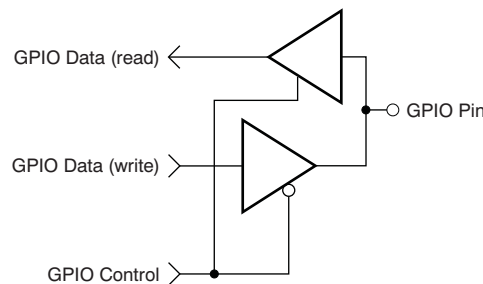 GPIO Data (read)
GPIO Pin
GPIO Data (write)
GPIO Control